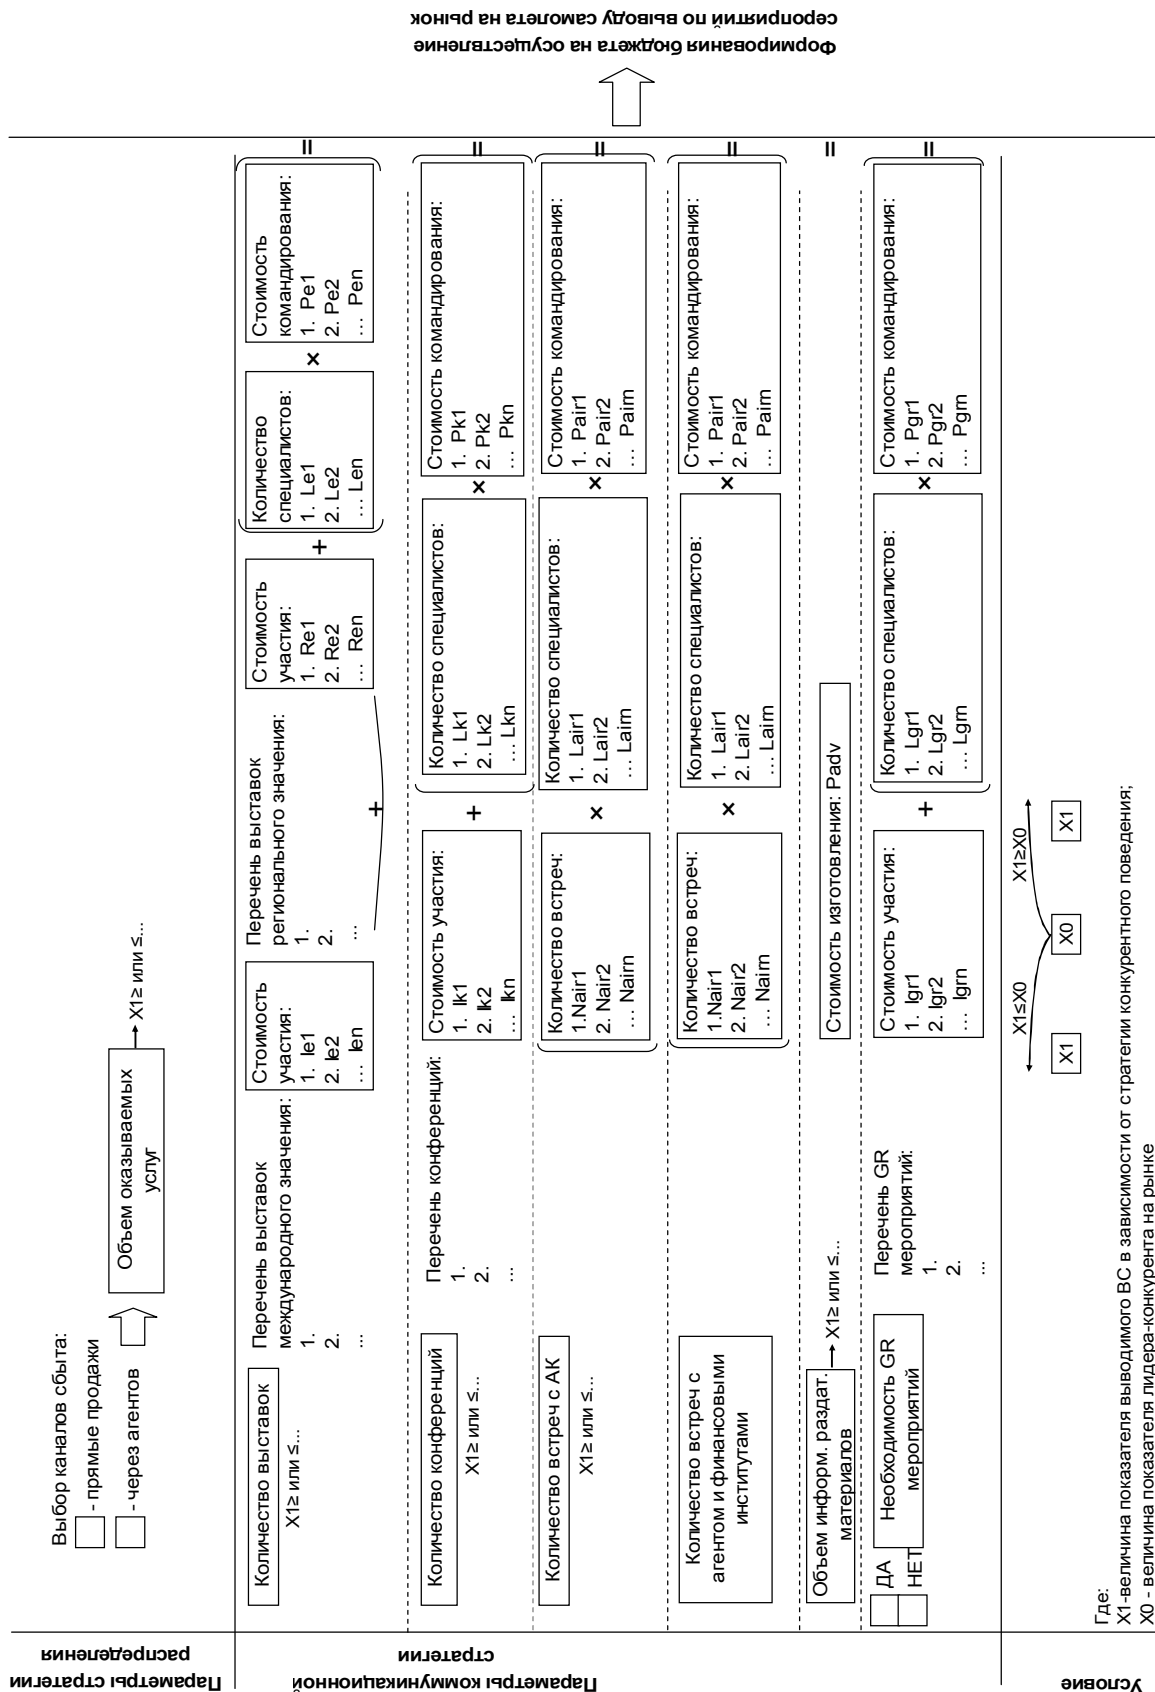 Параметры стратегии
распределения
Выбор каналов сбыта:
- прямые продажи
- через агентов
Объем оказываемых
услуг
X1≥ или ≤...
Параметры коммуникационной
стратегии
Количество выставок
X1≥ или ≤...
Перечень выставок
международного значения:
1.
2.
...
Стоимость
участия:
1. Ie1
2. Ie2
... Ien
Перечень выставок
регионального значения:
1.
2.
...
+
Стоимость
участия:
1. Re1
2. Re2
... Ren
+
Количество
специалистов:
1. Le1
2. Le2
... Len
×
Стоимость
командирования:
1. Pe1
2. Pe2
... Pen
=
Количество конференций
X1≥ или ≤...
Перечень конференций:
1.
2.
...
Стоимость участия:
1. Ik1
2. Ik2
... Ikn
+
Количество специалистов:
1. Lk1
2. Lk2
... Lkn
×
Стоимость командирования:
1. Pk1
2. Pk2
... Pkn
=
Количество встреч с АК
X1≥ или ≤...
Количество встреч:
1.Nair1
2. Nair2
... Nairn
×
Количество специалистов:
1. Lair1
2. Lair2
... Lairn
×
Стоимость командирования:
1. Pair1
2. Pair2
... Pairn
=
Количество встреч с
агентом и финансовыми
институтами
Количество встреч:
1.Nair1
2. Nair2
... Nairn
×
Количество специалистов:
1. Lair1
2. Lair2
... Lairn
×
Стоимость командирования:
1. Pair1
2. Pair2
... Pairn
=
Объем информ. раздат.
материалов
X1≥ или ≤...
Стоимость изготовления: Padv
=
ДА
НЕТ
Необходимость GR
мероприятий
Перечень GR
мероприятий:
1.
2.
...
Стоимость участия:
1. Igr1
2. Igr2
... Igrn
+
Количество специалистов:
1. Lgr1
2. Lgr2
... Lgrn
×
Стоимость командирования:
1. Pgr1
2. Pgr2
... Pgrn
=
Формирования бюджета на осуществление
сероприятий по выводу самолета на рынок
Условие
X1≤X0
X1≥X0
X1
X0
X1
Где:
X1-величина показателя выводимого ВС в зависимости от стратегии конкурентного поведения;
X0 - величина показателя лидера-конкурента на рынке